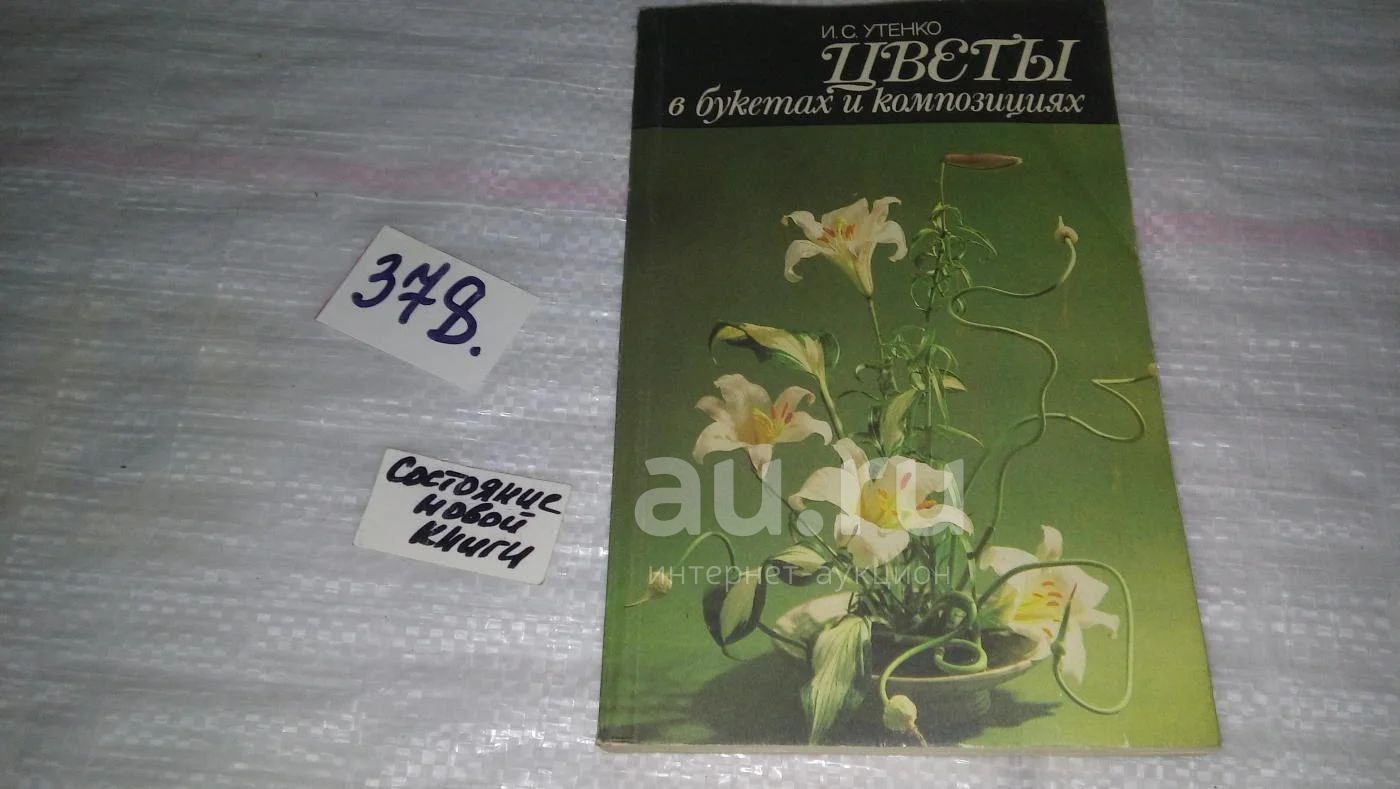 И. С. УТЕНКО
ЦВЕТЫ
в букетах и композициях
378.
Состояние
новой
книги
au.ru
интернет аукцион